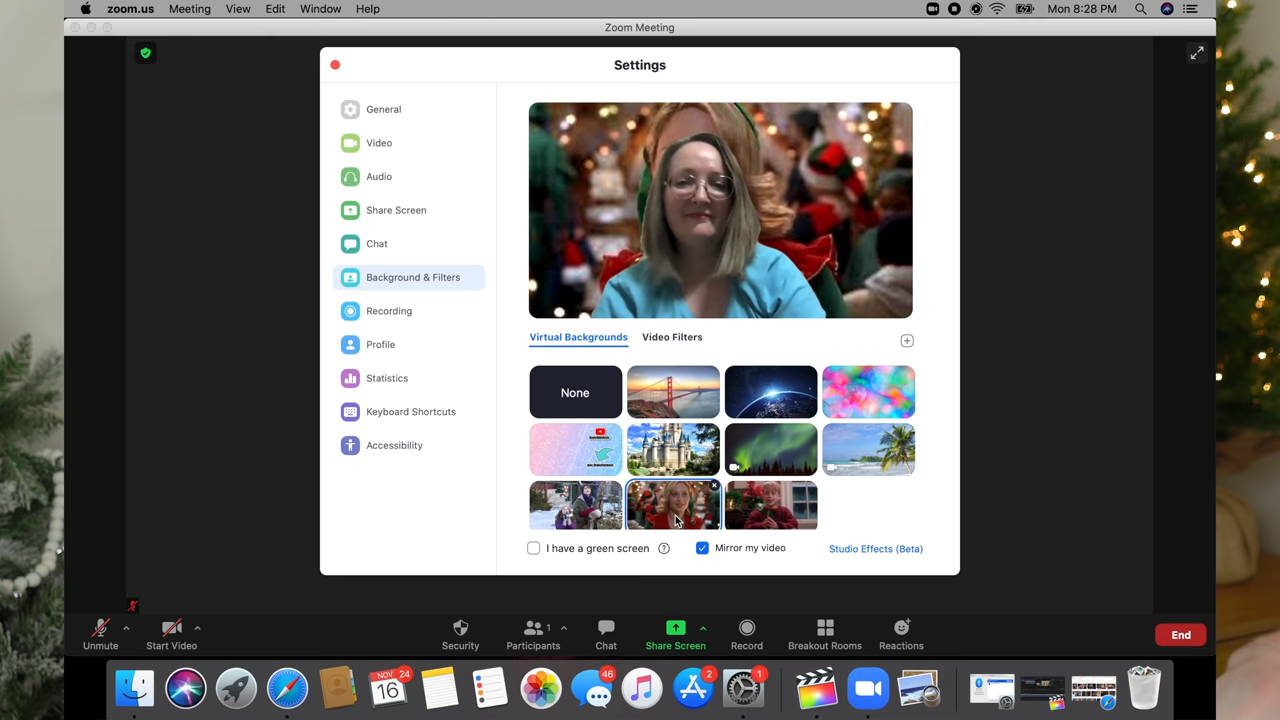 zoom.us Meeting View Edit Window Help Mon 8:28 PM
Zoom Meeting
Settings
General
Video
Audio
Share Screen
Chat
Background & Filters
Recording
Profile
Statistics
Keyboard Shortcuts
Accessibility
Virtual Backgrounds Video Filters
None
I have a green screen ? Mirror my video Studio Effects (Beta)
Unmute Start Video Security Participants 1 Chat Share Screen Record Breakout Rooms Reactions End
NOV 24 16 46 2 1